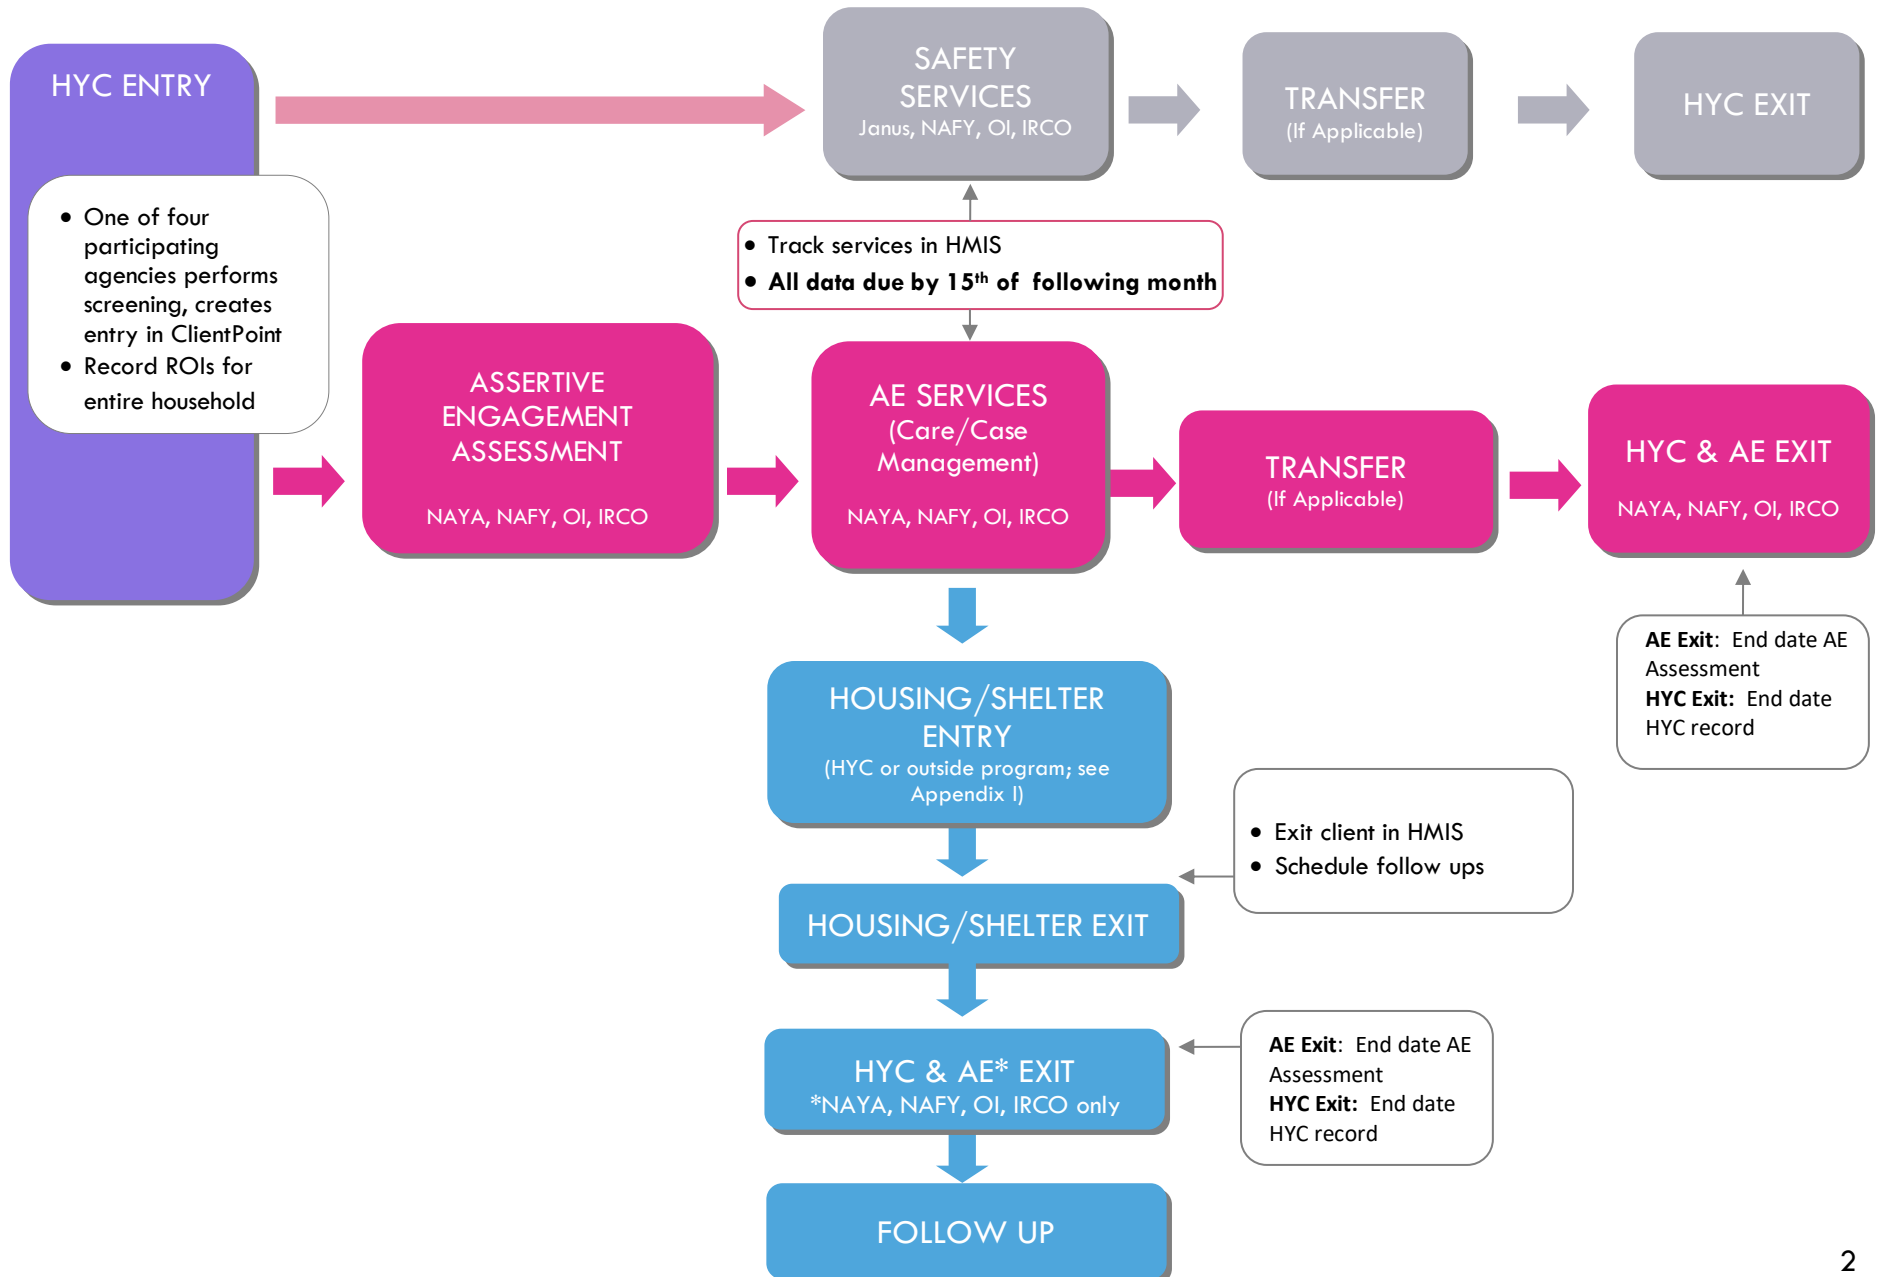 HYC ENTRY
• One of four
participating
agencies performs
screening, creates
entry in ClientPoint
• Record ROIs for
entire household
SAFETY
SERVICES
Janus, NAFY, OI, IRCO
TRANSFER
(If Applicable)
HYC EXIT
• Track services in HMIS
• All data due by 15th of following month
ASSERTIVE
ENGAGEMENT
ASSESSMENT
NAYA, NAFY, OI, IRCO
AE SERVICES
(Care/Case
Management)
NAYA, NAFY, OI, IRCO
TRANSFER
(If Applicable)
HYC & AE EXIT
NAYA, NAFY, OI, IRCO
AE Exit: End date AE
Assessment
HYC Exit: End date
HYC record
HOUSING/SHELTER
ENTRY
(HYC or outside program; see
Appendix I)
• Exit client in HMIS
• Schedule follow ups
HOUSING/SHELTER EXIT
HYC & AE* EXIT
*NAYA, NAFY, OI, IRCO only
AE Exit: End date AE
Assessment
HYC Exit: End date
HYC record
FOLLOW UP
2